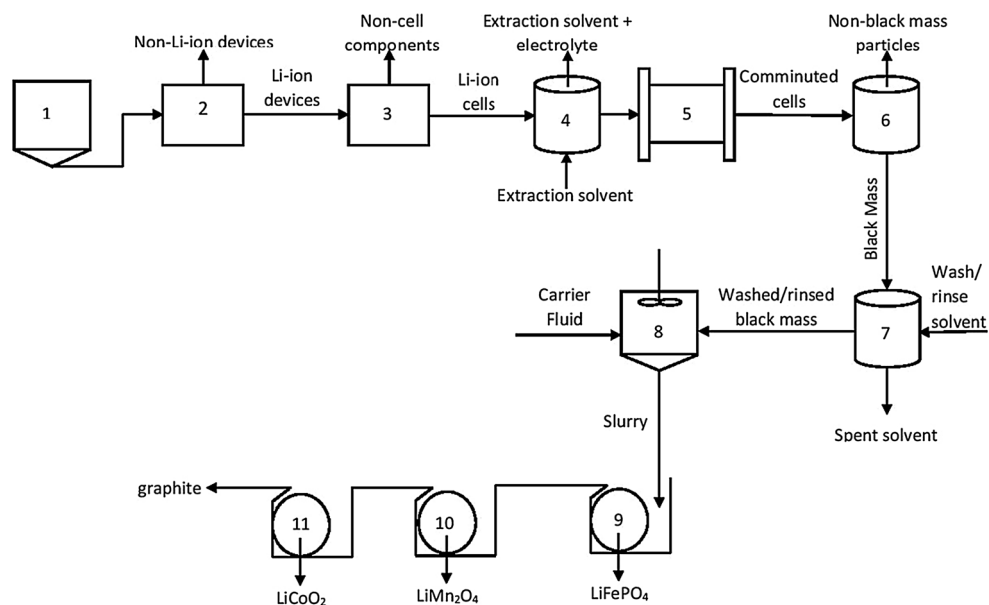 Non-Li-ion devices
Non-cell
components
Extraction solvent +
electrolyte
Non-black mass
particles
1
2
Li-ion
devices
3
Li-ion
cells
4
5
Comminuted
cells
6
Extraction solvent
Black Mass
Carrier
Fluid
8
Washed/rinsed
black mass
7
Wash/
rinse
solvent
Slurry
Spent solvent
graphite
11
10
9
LiCoO₂
LiMn₂O₄
LiFePO₄